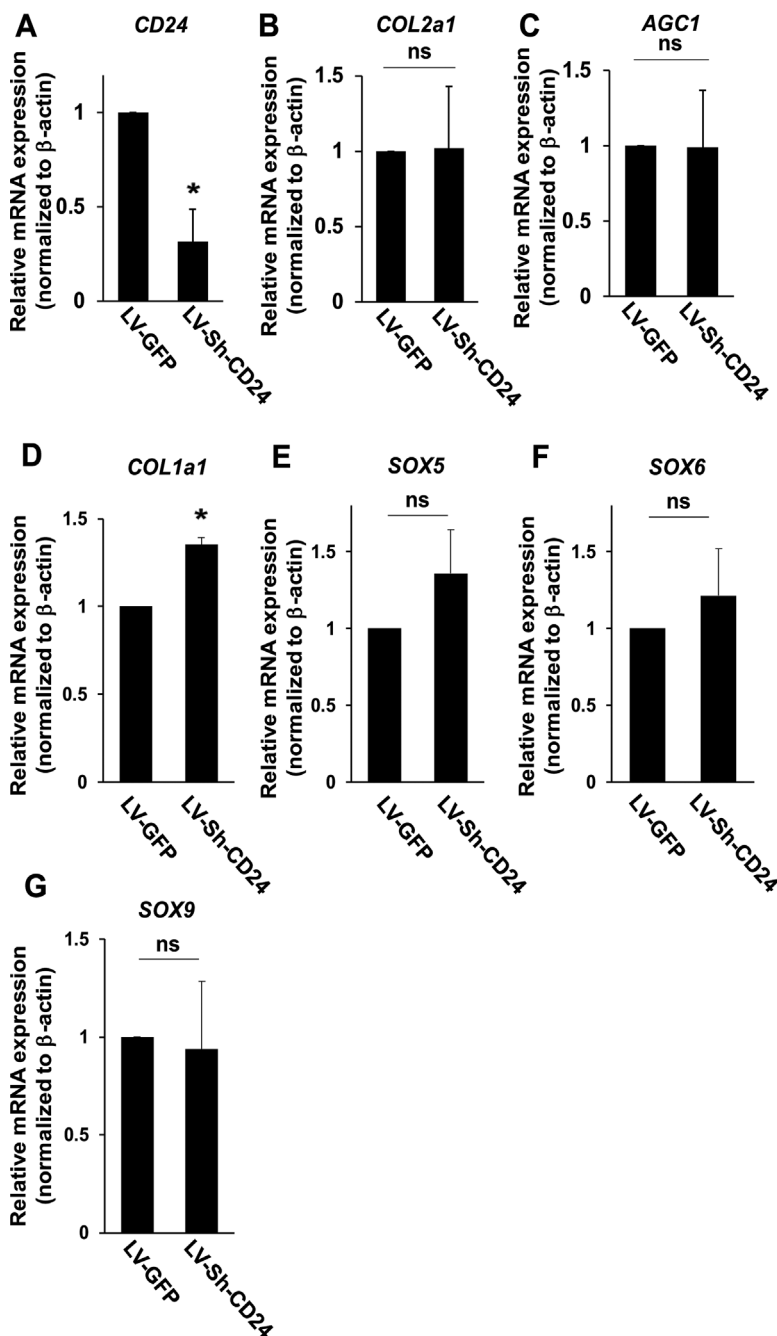 A
CD24
Relative mRNA expression
(normalized to β-actin)
1
0.5
0
*
LV-GFP
LV-Sh-CD24
B
COL2a1
ns
Relative mRNA expression
(normalized to β-actin)
1.5
1
0.5
0
LV-GFP
LV-Sh-CD24
C
AGC1
ns
Relative mRNA expression
(normalized to β-actin)
1.5
1
0.5
0
LV-GFP
LV-Sh-CD24
D
COL1a1
*
Relative mRNA expression
(normalized to β-actin)
1.5
1
0.5
0
LV-GFP
LV-Sh-CD24
E
SOX5
ns
Relative mRNA expression
(normalized to β-actin)
1.5
1
0.5
0
LV-GFP
LV-Sh-CD24
F
SOX6
ns
Relative mRNA expression
(normalized to β-actin)
1.5
1
0.5
0
LV-GFP
LV-Sh-CD24
G
SOX9
ns
Relative mRNA expression
(normalized to β-actin)
1.5
1
0.5
0
LV-GFP
LV-Sh-CD24